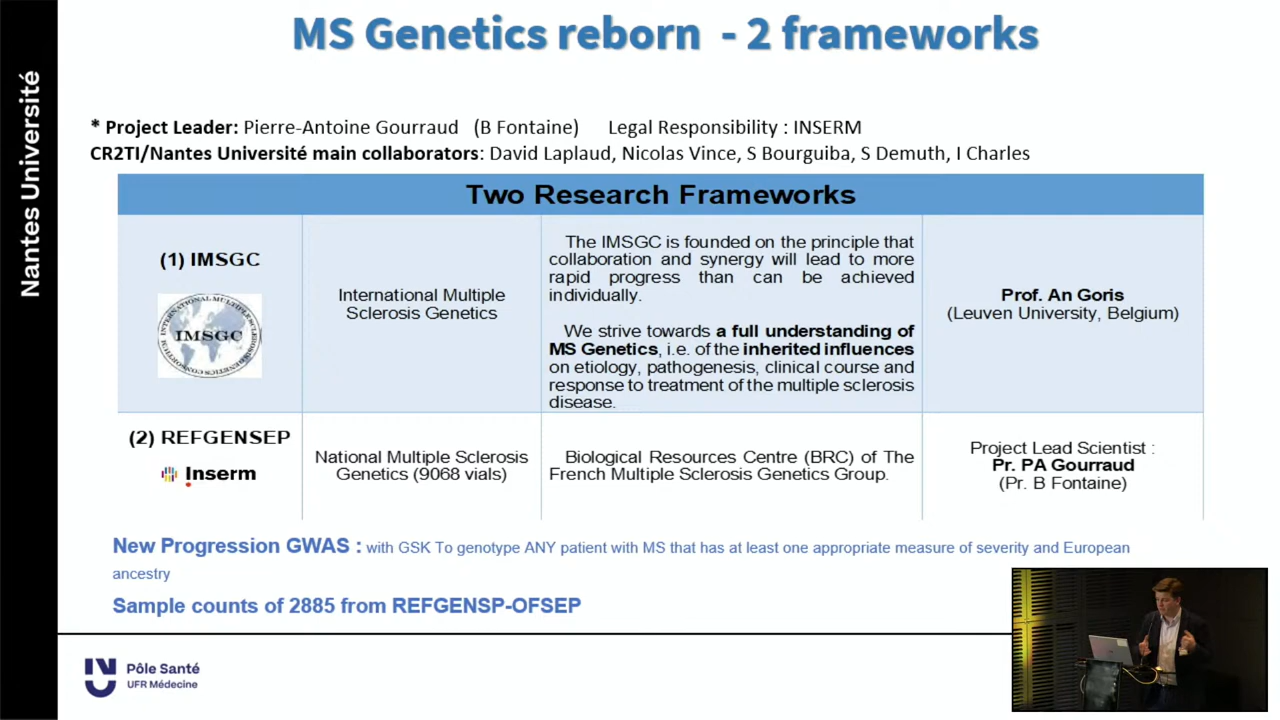 MS Genetics reborn - 2 frameworks
Nantes Université
* Project Leader: Pierre-Antoine Gourraud (B Fontaine) Legal Responsibility : INSERM
CR2TI/Nantes Université main collaborators: David Laplaud, Nicolas Vince, S Bourguiba, S Demuth, I Charles
Two Research Frameworks
(1) IMSGC
INTERNATIONAL MULTIPLE SCLEROSIS GENETICS CONSORTIUM
IMSGC
International Multiple
Sclerosis Genetics
The IMSGC is founded on the principle that
collaboration and synergy will lead to more
rapid progress than can be achieved
individually.
We strive towards a full understanding of
MS Genetics, i.e. of the inherited influences
on etiology, pathogenesis, clinical course and
response to treatment of the multiple sclerosis
disease.
Prof. An Goris
(Leuven University, Belgium)
(2) REFGENSEP
Inserm
National Multiple Sclerosis
Genetics (9068 vials)
Biological Resources Centre (BRC) of The
French Multiple Sclerosis Genetics Group.
Project Lead Scientist :
Pr. PA Gourraud
(Pr. B Fontaine)
New Progression GWAS : with GSK To genotype ANY patient with MS that has at least one appropriate measure of severity and European
ancestry
Sample counts of 2885 from REFGENSP-OFSEP
Pôle Santé
UFR Médecine